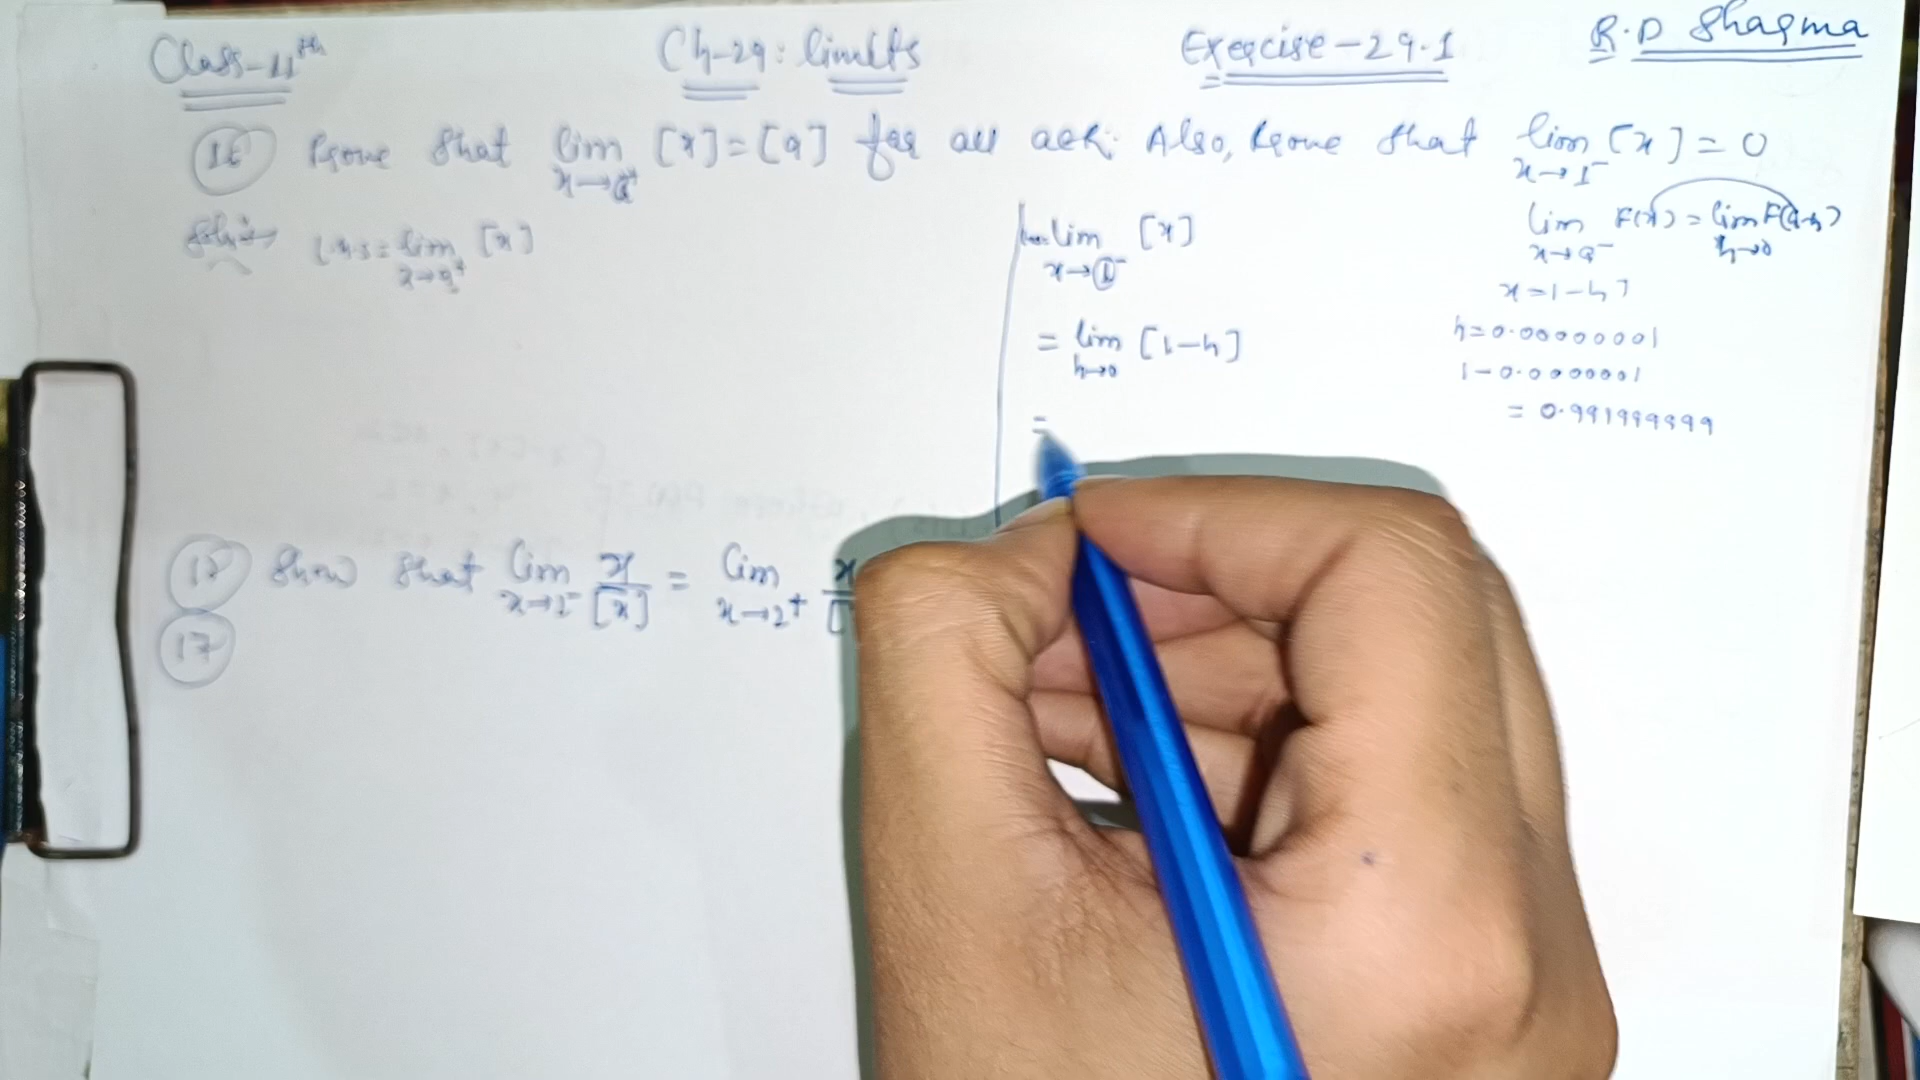 Class-11th Ch-29: limits Exercise-29.1 R.D Sharma
16 Prove that lim x→a+ [x]=[a] for all a∈R. Also, Prove that lim x→1⁻ [x]=0
Soln:→ L.H.S= lim x→a+ [x]
lim x→1⁻ [x]
= lim h→0 [1-h]
=
lim x→a⁻ F(x) = lim h→0 F(a-h)
x=1-h
h=0.00000001
1-0.0000001
= 0.991999999
18 Show that lim x→2⁻ x/[x] = lim x→2+ x
17